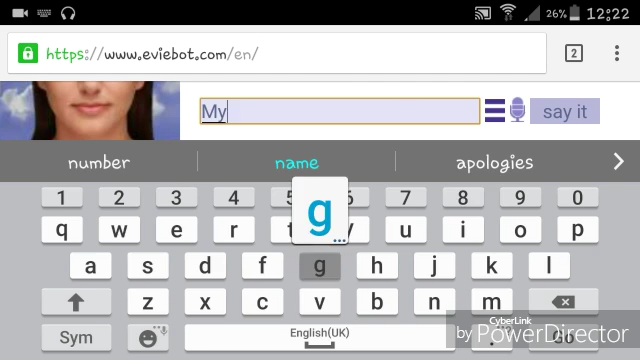 26% 12:22
https://www.eviebot.com/en/
2
My
say it
number name apologies
1 2 3 4 5 6 7 8 9 0
q w e r t y u i o p
g
a s d f g h j k l
z x c v b n m
Sym English(UK) . Go
CyberLink
by PowerDirector